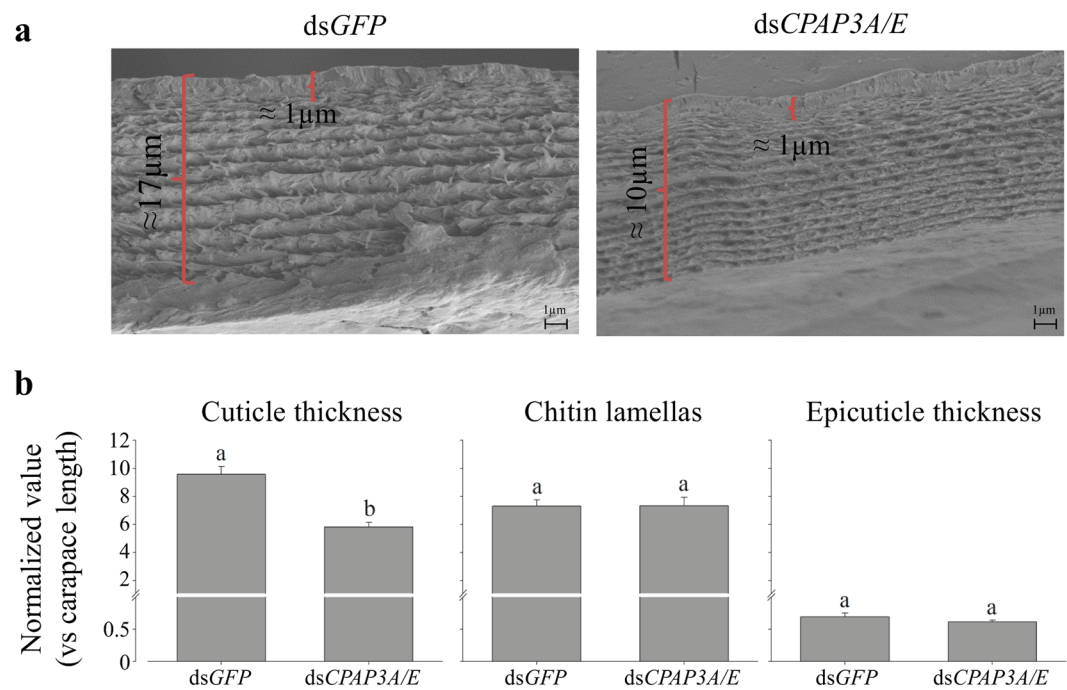 a
dsGFP
dsCPAP3A/E
≈ 17μm
≈ 1μm
1μm
≈ 10μm
≈ 1μm
1μm
b
Cuticle thickness
Chitin lamellas
Epicuticle thickness
Normalized value
(vs carapace length)
12
10
8
6
4
2
0.5
0
a
b
a
a
a
a
dsGFP
dsCPAP3A/E
dsGFP
dsCPAP3A/E
dsGFP
dsCPAP3A/E